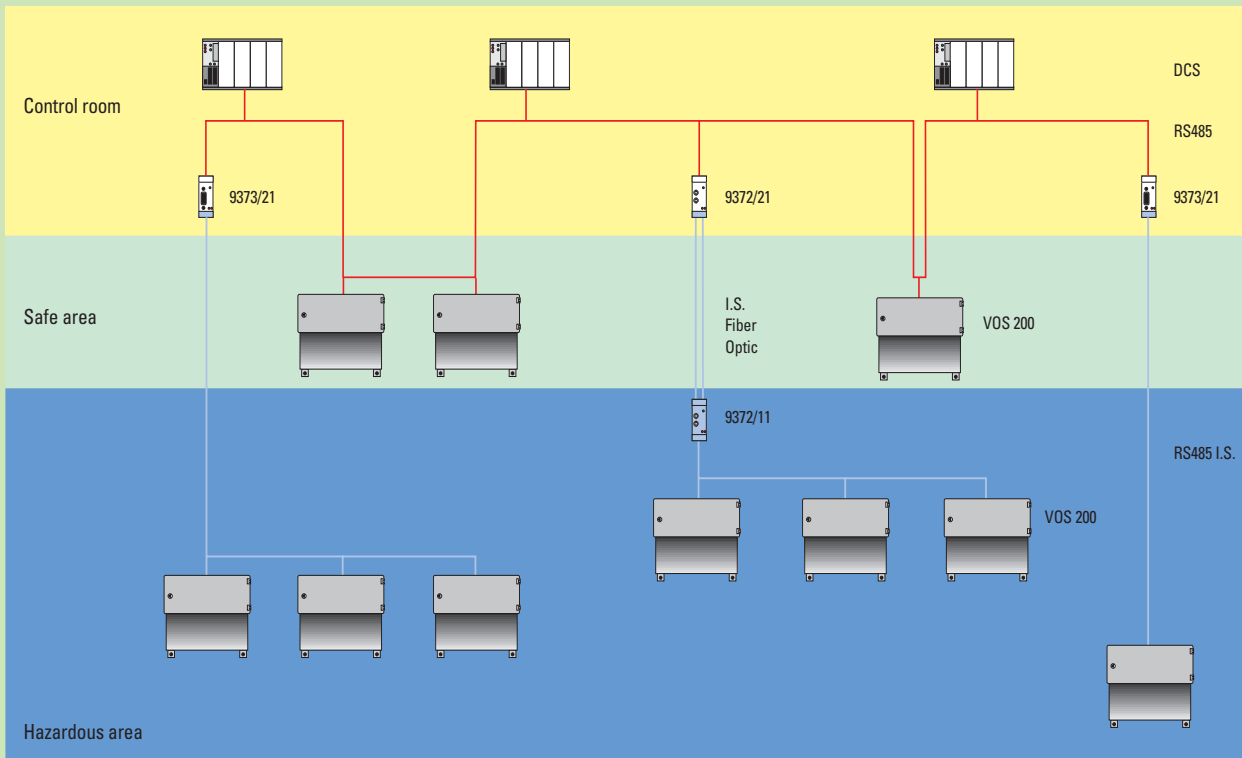 DCS
Control room
RS485
9373/21
9372/21
9373/21
I.S.
Fiber
Optic
Safe area
VOS 200
9372/11
RS485 I.S.
VOS 200
Hazardous area